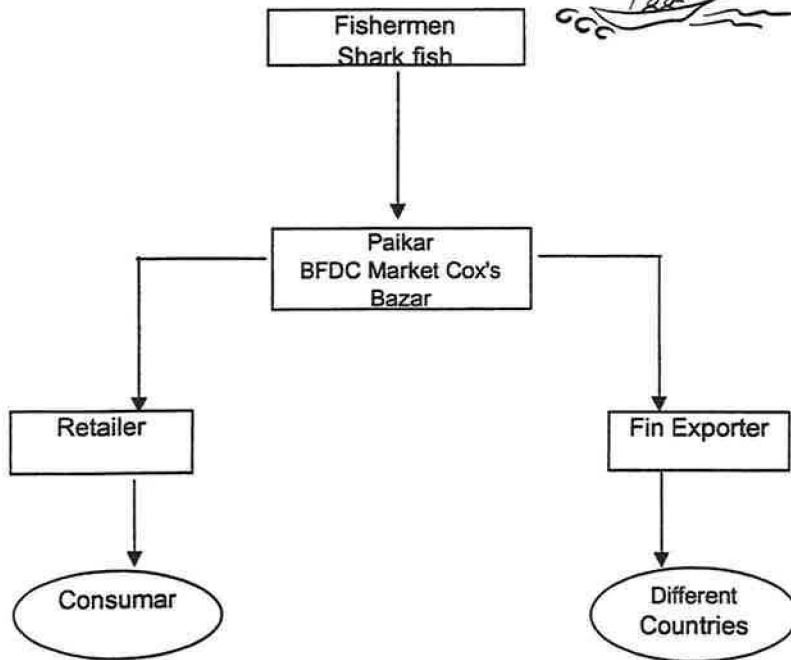 Fishermen
Shark fish
Paikar
BFDC Market Cox's
Bazar
Retailer
Fin Exporter
Consumar
Different
Countries